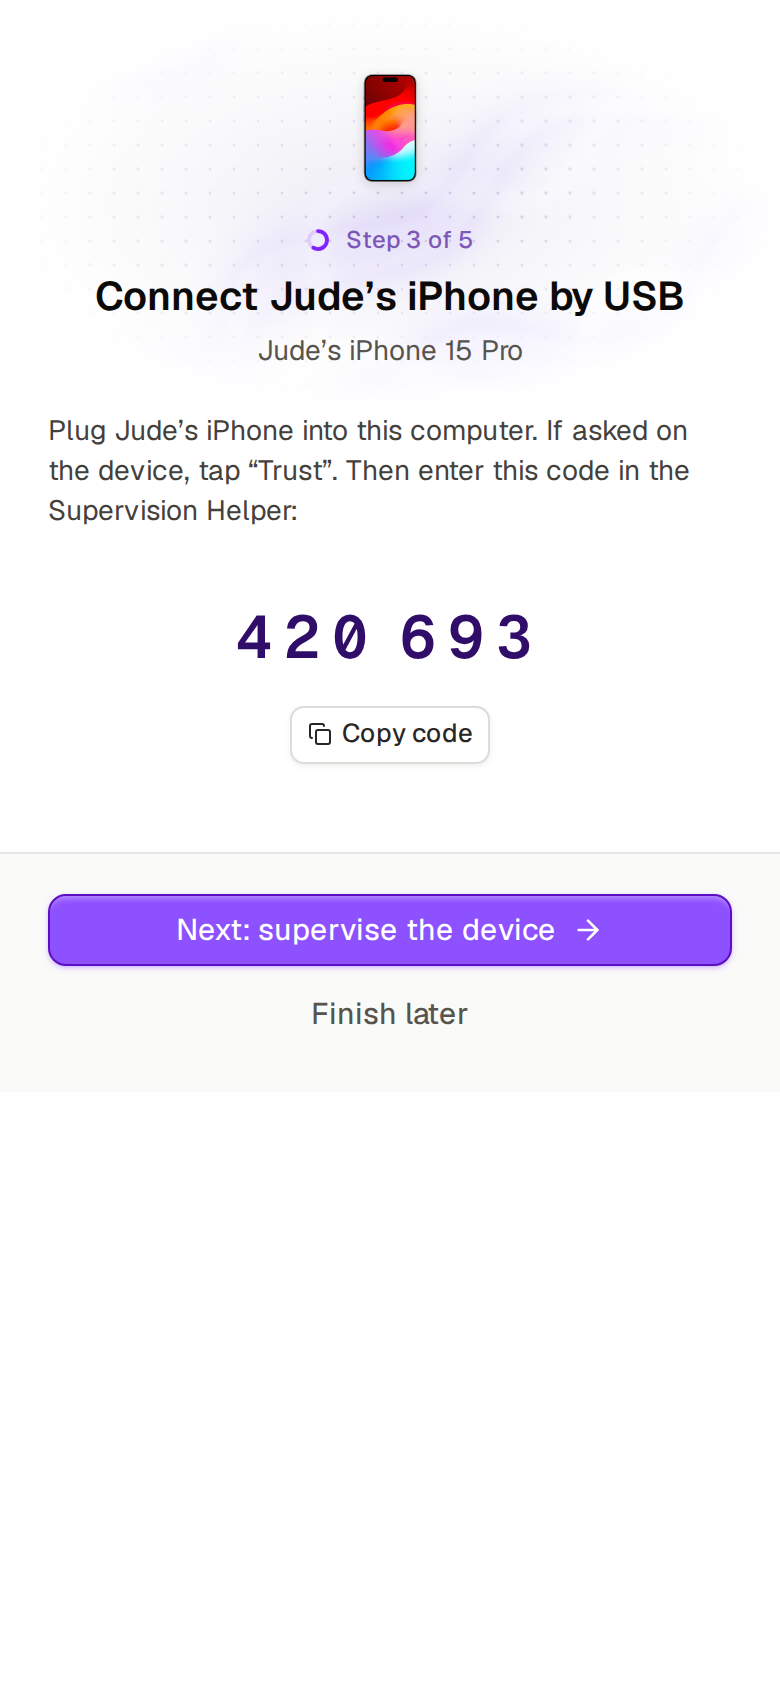 Step 3 of 5
Connect Jude’s iPhone by USB
Jude’s iPhone 15 Pro
Plug Jude’s iPhone into this computer. If asked on
the device, tap “Trust”. Then enter this code in the
Supervision Helper:
420 693
Copy code
Next: supervise the device
Finish later